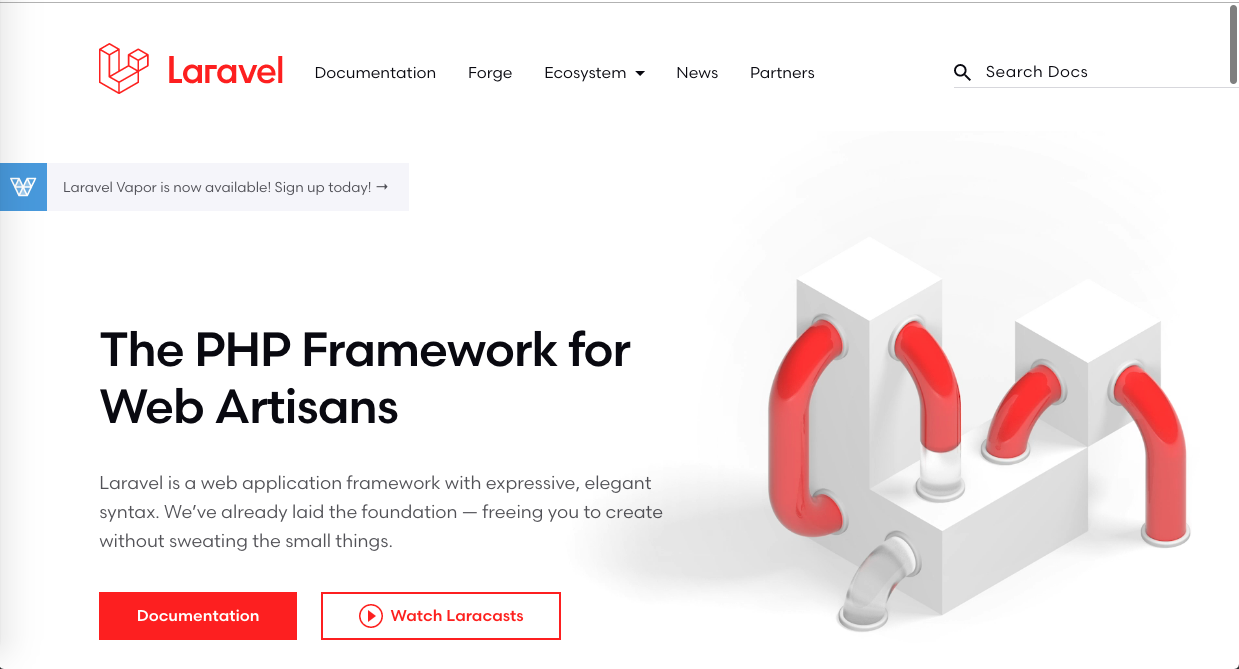 Laravel
Documentation Forge Ecosystem News Partners
Search Docs
Laravel Vapor is now available! Sign up today! →
The PHP Framework for
Web Artisans
Laravel is a web application framework with expressive, elegant
syntax. We’ve already laid the foundation — freeing you to create
without sweating the small things.
Documentation
Watch Laracasts